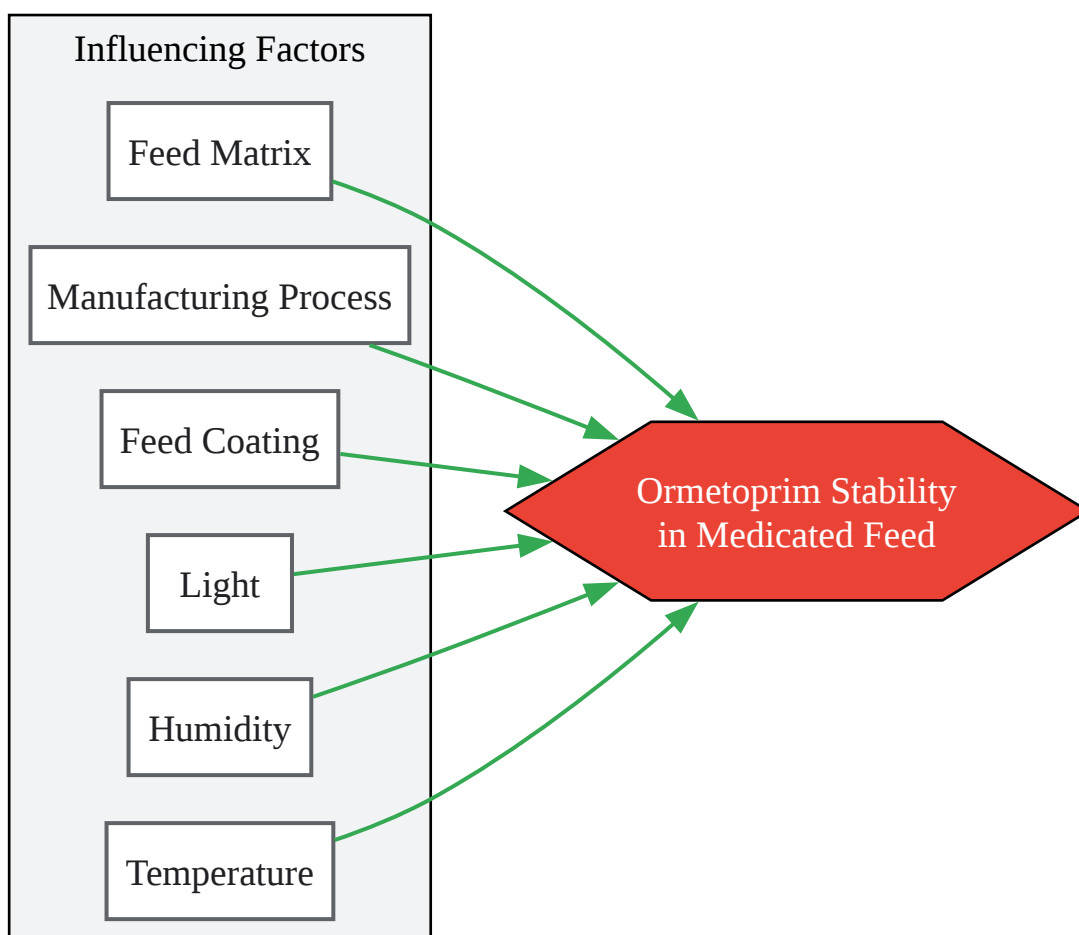 Influencing Factors
Feed Matrix
Manufacturing Process
Feed Coating
Light
Humidity
Temperature
Ormetoprim Stability
in Medicated Feed